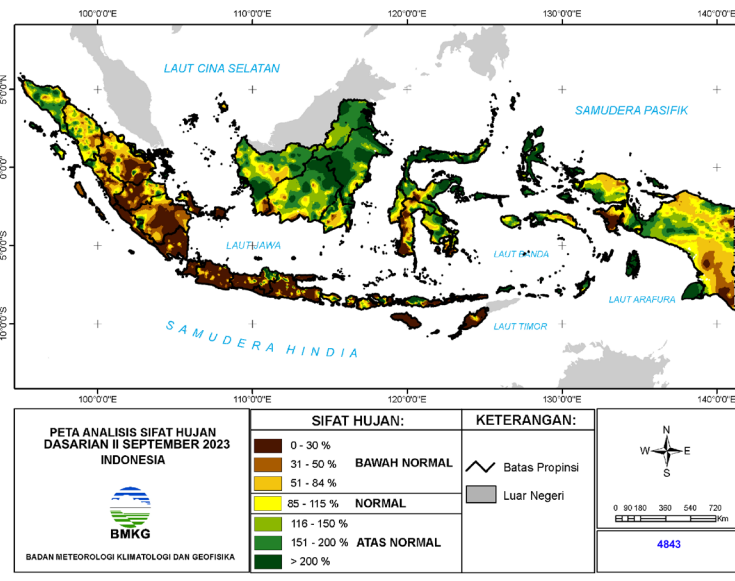 100°0'0"E 110°0'0"E 120°0'0"E 130°0'0"E 140°0'0"E
LAUT CINA SELATAN
SAMUDERA PASIFIK
5°0'0"N
0°0'0"
5°0'0"S
10°0'0"S
LAUT JAWA
LAUT BANDA
LAUT ARAFURA
LAUT TIMOR
SAMUDERA HINDIA
100°0'0"E 110°0'0"E 120°0'0"E 130°0'0"E 140°0'0"E
PETA ANALISIS SIFAT HUJAN
DASARIAN II SEPTEMBER 2023
INDONESIA
BMKG
BADAN METEOROLOGI KLIMATOLOGI DAN GEOFISIKA
SIFAT HUJAN:
0 - 30 %
31 - 50 % BAWAH NORMAL
51 - 84 %
85 - 115 % NORMAL
116 - 150 %
151 - 200 % ATAS NORMAL
> 200 %
KETERANGAN:
Batas Propinsi
Luar Negeri
N
W E
S
0 90 180 360 540 720
Km
4843